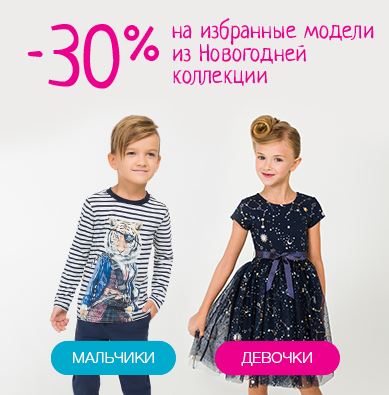 -30% на избранные модели
из Новогодней
коллекции
МАЛЬЧИКИ
ДЕВОЧКИ